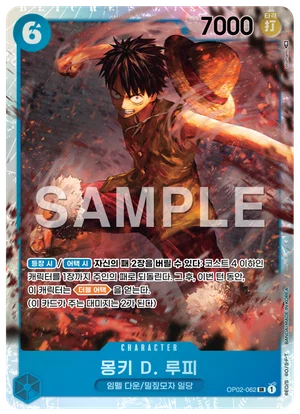 6
7000
타격
打
SAMPLE
등장 시 / 어택 시 자신의 패 2장을 버릴 수 있다: 코스트 4 이하인
캐릭터를 1장까지 주인의 패로 되돌린다. 그 후, 이번 턴 동안,
이 캐릭터는 더블 어택 을 얻는다.
(이 카드가 주는 대미지는 2가 된다)
CHARACTER
몽키 D. 루피
임펠 다운/밀짚모자 일당
OP02-062 SR 1